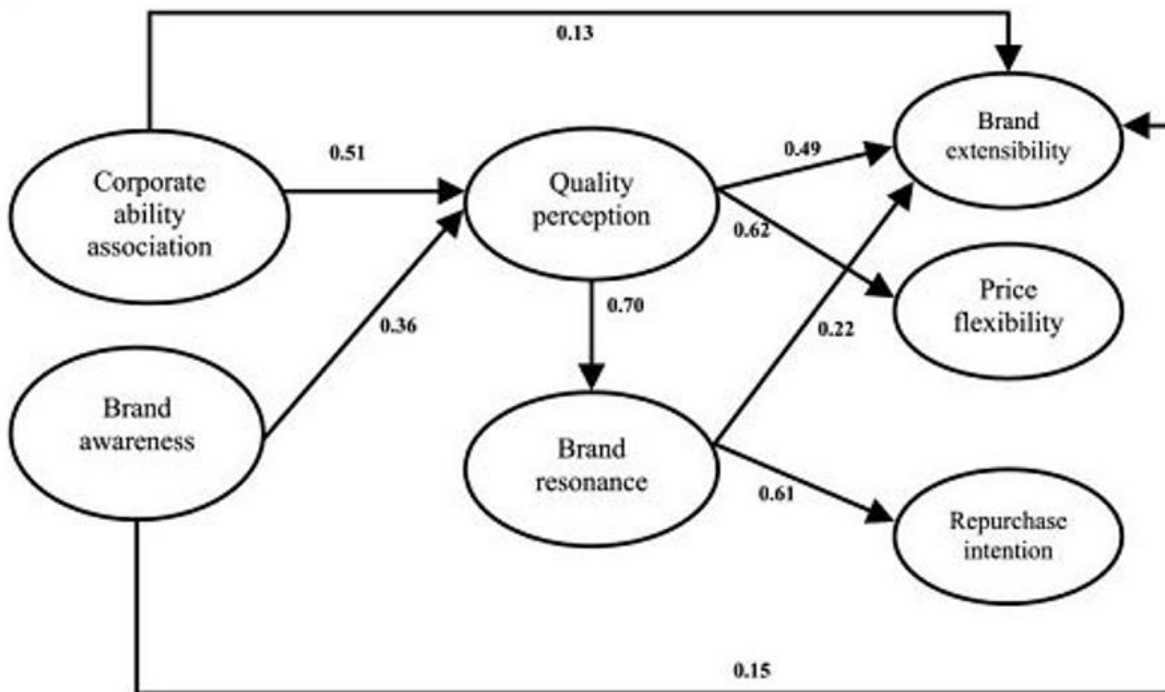 0.13
Corporate
ability
association
0.51
Quality
perception
0.49
Brand
extensibility
0.62
Price
flexibility
0.36
0.70
0.22
Brand
awareness
Brand
resonance
0.61
Repurchase
intention
0.15